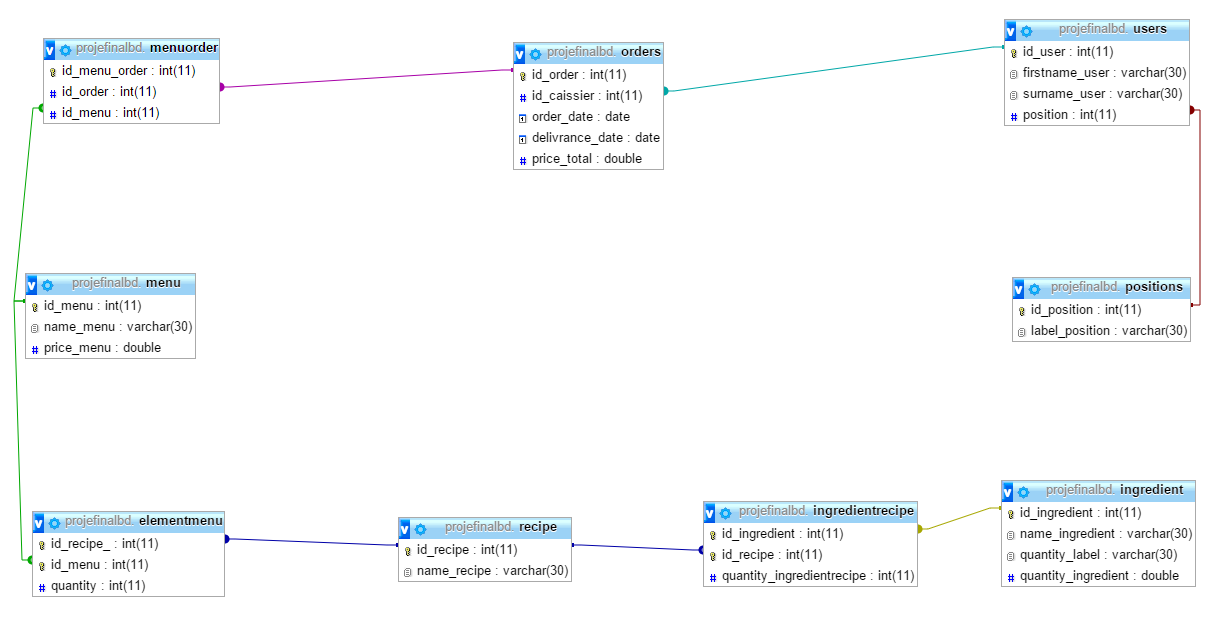 projefinalbd. menuorder
id_menu_order : int(11)
id_order : int(11)
id_menu : int(11)
projefinalbd. orders
id_order : int(11)
id_caissier : int(11)
order_date : date
delivrance_date : date
price_total : double
projefinalbd. users
id_user : int(11)
firstname_user : varchar(30)
surname_user : varchar(30)
position : int(11)
projefinalbd. menu
id_menu : int(11)
name_menu : varchar(30)
price_menu : double
projefinalbd. positions
id_position : int(11)
label_position : varchar(30)
projefinalbd. elementmenu
id_recipe_ : int(11)
id_menu : int(11)
quantity : int(11)
projefinalbd. recipe
id_recipe : int(11)
name_recipe : varchar(30)
projefinalbd. ingredientrecipe
id_ingredient : int(11)
id_recipe : int(11)
quantity_ingredientrecipe : int(11)
projefinalbd. ingredient
id_ingredient : int(11)
name_ingredient : varchar(30)
quantity_label : varchar(30)
quantity_ingredient : double